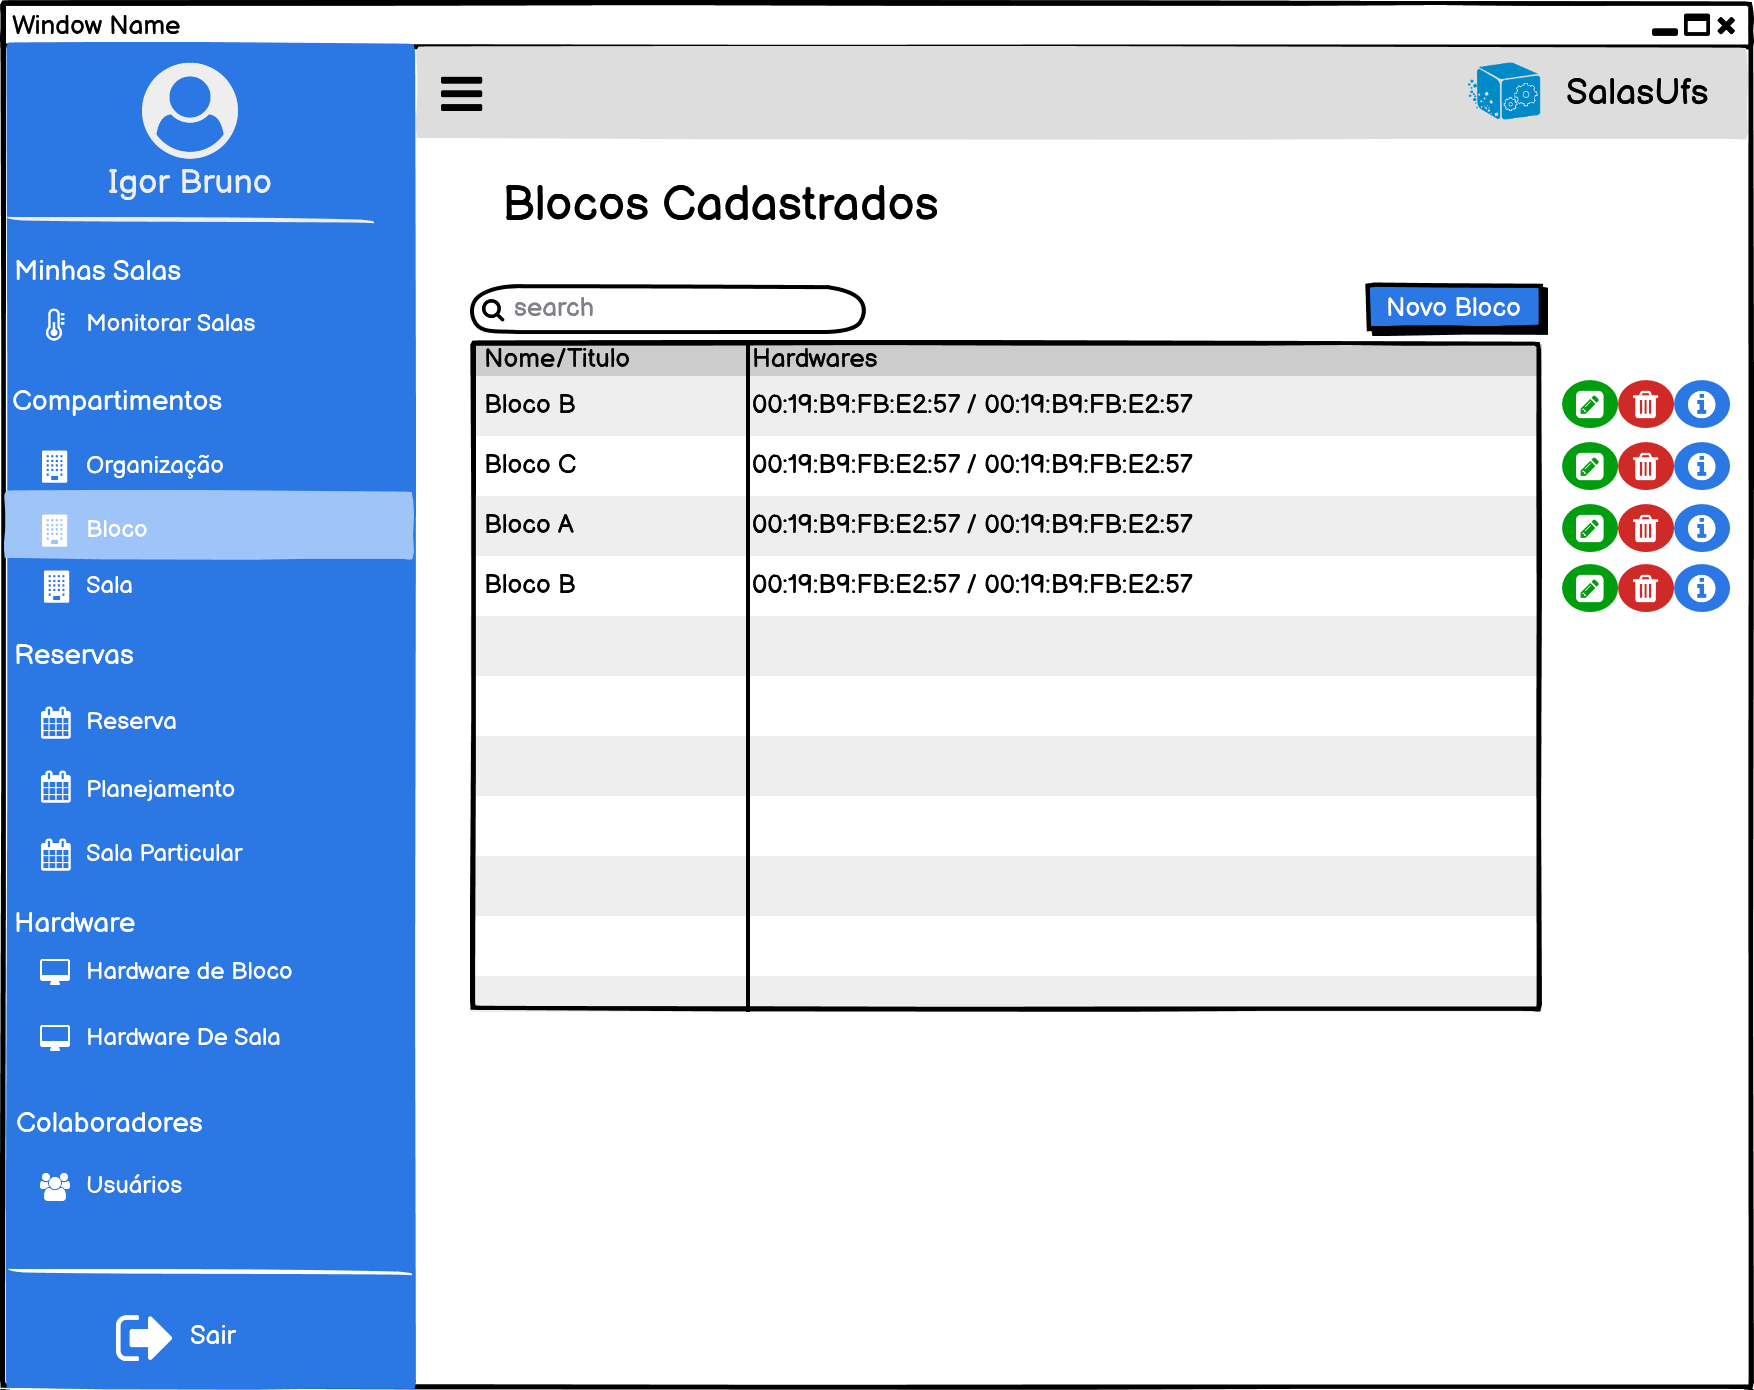 Window Name
Igor Bruno
Minhas Salas
Monitorar Salas
Compartimentos
Organização
Bloco
Sala
Reservas
Reserva
Planejamento
Sala Particular
Hardware
Hardware de Bloco
Hardware De Sala
Colaboradores
Usuários
Sair
SalasUfs
Blocos Cadastrados
search
Novo Bloco
Nome/Titulo Hardwares
Bloco B 00:19:B9:FB:E2:57 / 00:19:B9:FB:E2:57
Bloco C 00:19:B9:FB:E2:57 / 00:19:B9:FB:E2:57
Bloco A 00:19:B9:FB:E2:57 / 00:19:B9:FB:E2:57
Bloco B 00:19:B9:FB:E2:57 / 00:19:B9:FB:E2:57